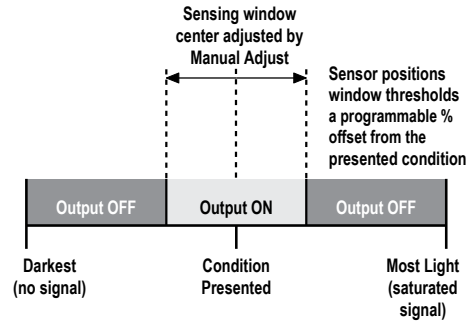 Sensing window
center adjusted by
Manual Adjust
Sensor positions
window thresholds
a programmable %
offset from the
presented condition
Output OFF
Output ON
Output OFF
Darkest
(no signal)
Condition
Presented
Most Light
(saturated
signal)